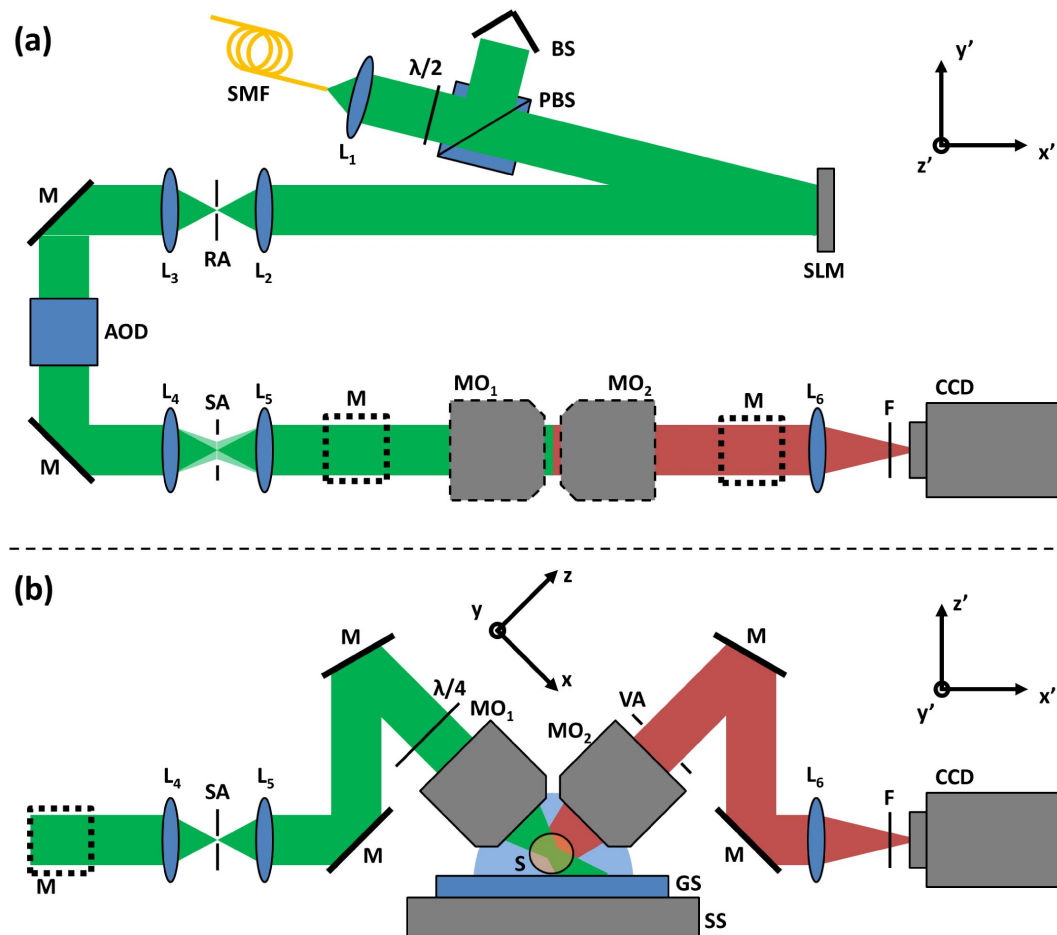 (a)
SMF
L1
λ/2
BS
PBS
y’
z’
x’
M
L3
RA
L2
SLM
AOD
M
L4
SA
L5
M
MO1
MO2
M
L6
F
CCD
(b)
z
y
x
M
λ/4
MO1
MO2
VA
M
z’
y’
x’
M
L4
SA
L5
M
S
M
L6
F
CCD
GS
SS